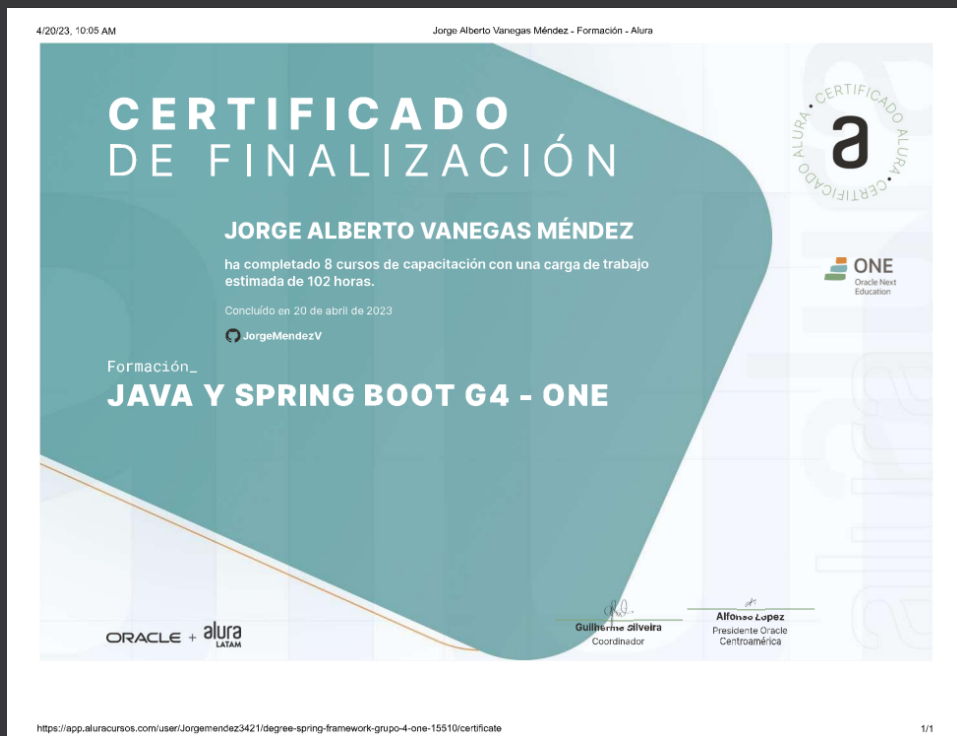 4/20/23, 10:05 AM
Jorge Alberto Vanegas Méndez - Formación - Alura
CERTIFICADO
DE FINALIZACIÓN
CERTIFICADO ALURA • CERTIFICADO ALURA •
a
JORGE ALBERTO VANEGAS MÉNDEZ
ha completado 8 cursos de capacitación con una carga de trabajo
estimada de 102 horas.
ONE
Oracle Next
Education
Concluído en 20 de abril de 2023
JorgeMendezV
Formación_
JAVA Y SPRING BOOT G4 - ONE
ORACLE + alura
LATAM
Guilherme Silveira
Coordinador
Alfonso Lopez
Presidente Oracle
Centroamérica
https://app.aluracursos.com/user/Jorgemendez3421/degree-spring-framework-grupo-4-one-15510/certificate
1/1